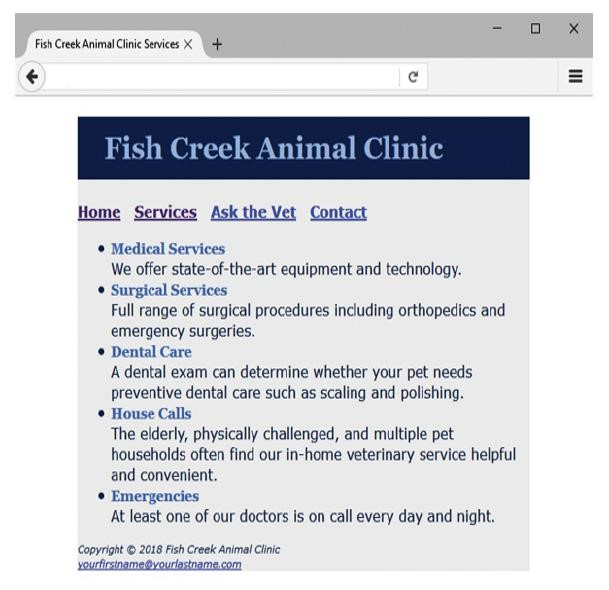 Fish Creek Animal Clinic Services
Fish Creek Animal Clinic
Home Services Ask the Vet Contact
Medical Services
We offer state-of-the-art equipment and technology.
Surgical Services
Full range of surgical procedures including orthopedics and
emergency surgeries.
Dental Care
A dental exam can determine whether your pet needs
preventive dental care such as scaling and polishing.
House Calls
The elderly, physically challenged, and multiple pet
households often find our in-home veterinary service helpful
and convenient.
Emergencies
At least one of our doctors is on call every day and night.
Copyright © 2018 Fish Creek Animal Clinic
yourfirstname@yourlastname.com